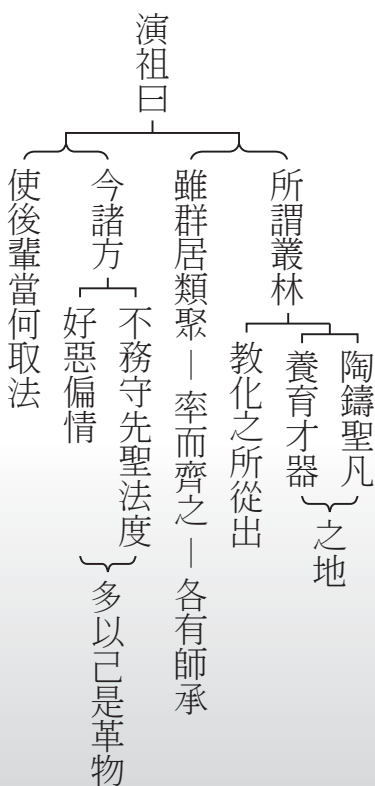 演祖曰
所謂叢林
陶鑄聖凡
養育才器
之地
教化之所從出
雖群居類聚—率而齊之—各有師承
今諸方
不務守先聖法度
好惡偏情
多以己是革物
使後輩當何取法